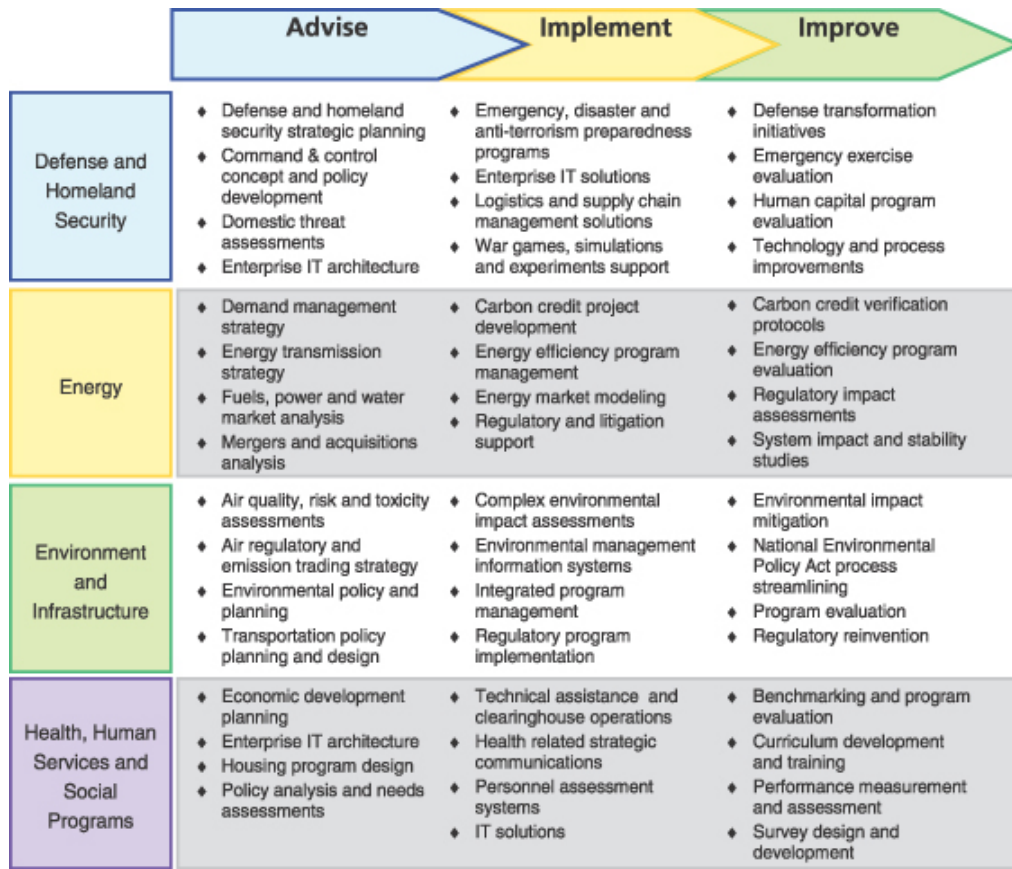 Advise
Implement
Improve
Defense and
Homeland
Security
♦ Defense and homeland
security strategic planning
♦ Command & control
concept and policy
development
♦ Domestic threat
assessments
♦ Enterprise IT architecture
♦ Emergency, disaster and
anti-terrorism preparedness
programs
♦ Enterprise IT solutions
♦ Logistics and supply chain
management solutions
♦ War games, simulations
and experiments support
♦ Defense transformation
initiatives
♦ Emergency exercise
evaluation
♦ Human capital program
evaluation
♦ Technology and process
improvements
Energy
♦ Demand management
strategy
♦ Energy transmission
strategy
♦ Fuels, power and water
market analysis
♦ Mergers and acquisitions
analysis
♦ Carbon credit project
development
♦ Energy efficiency program
management
♦ Energy market modeling
♦ Regulatory and litigation
support
♦ Carbon credit verification
protocols
♦ Energy efficiency program
evaluation
♦ Regulatory impact
assessments
♦ System impact and stability
studies
Environment
and
Infrastructure
♦ Air quality, risk and toxicity
assessments
♦ Air regulatory and
emission trading strategy
♦ Environmental policy and
planning
♦ Transportation policy
planning and design
♦ Complex environmental
impact assessments
♦ Environmental management
information systems
♦ Integrated program
management
♦ Regulatory program
implementation
♦ Environmental impact
mitigation
♦ National Environmental
Policy Act process
streamlining
♦ Program evaluation
♦ Regulatory reinvention
Health, Human
Services and
Social
Programs
♦ Economic development
planning
♦ Enterprise IT architecture
♦ Housing program design
♦ Policy analysis and needs
assessments
♦ Technical assistance and
clearinghouse operations
♦ Health related strategic
communications
♦ Personnel assessment
systems
♦ IT solutions
♦ Benchmarking and program
evaluation
♦ Curriculum development
and training
♦ Performance measurement
and assessment
♦ Survey design and
development